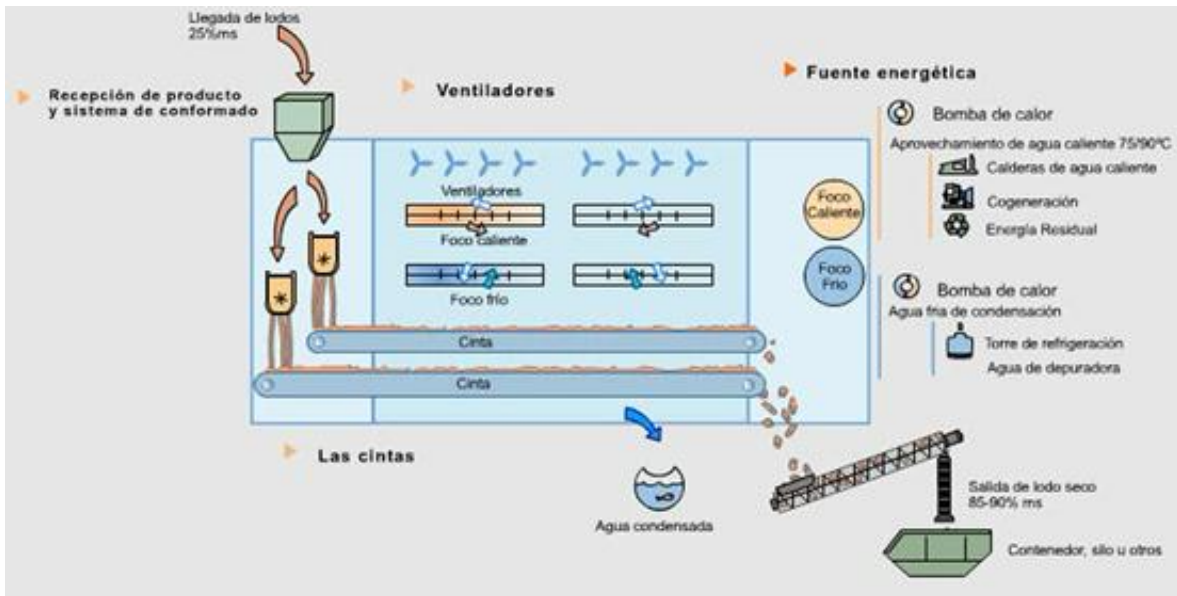 Llegada de lodos
25%ms
Recepción de producto
y sistema de conformado
Ventiladores
Fuente energética
Bomba de calor
Aprovechamiento de agua caliente 75/90ºC
Calderas de agua caliente
Cogeneración
Energía Residual
Ventiladores
Foco caliente
Foco frío
Foco
Caliente
Foco
Frio
Bomba de calor
Agua fria de condensación
Torre de refrigeración
Agua de depuradora
Cinta
Cinta
Las cintas
Agua condensada
Salida de lodo seco
85-90% ms
Contenedor, silo u otros